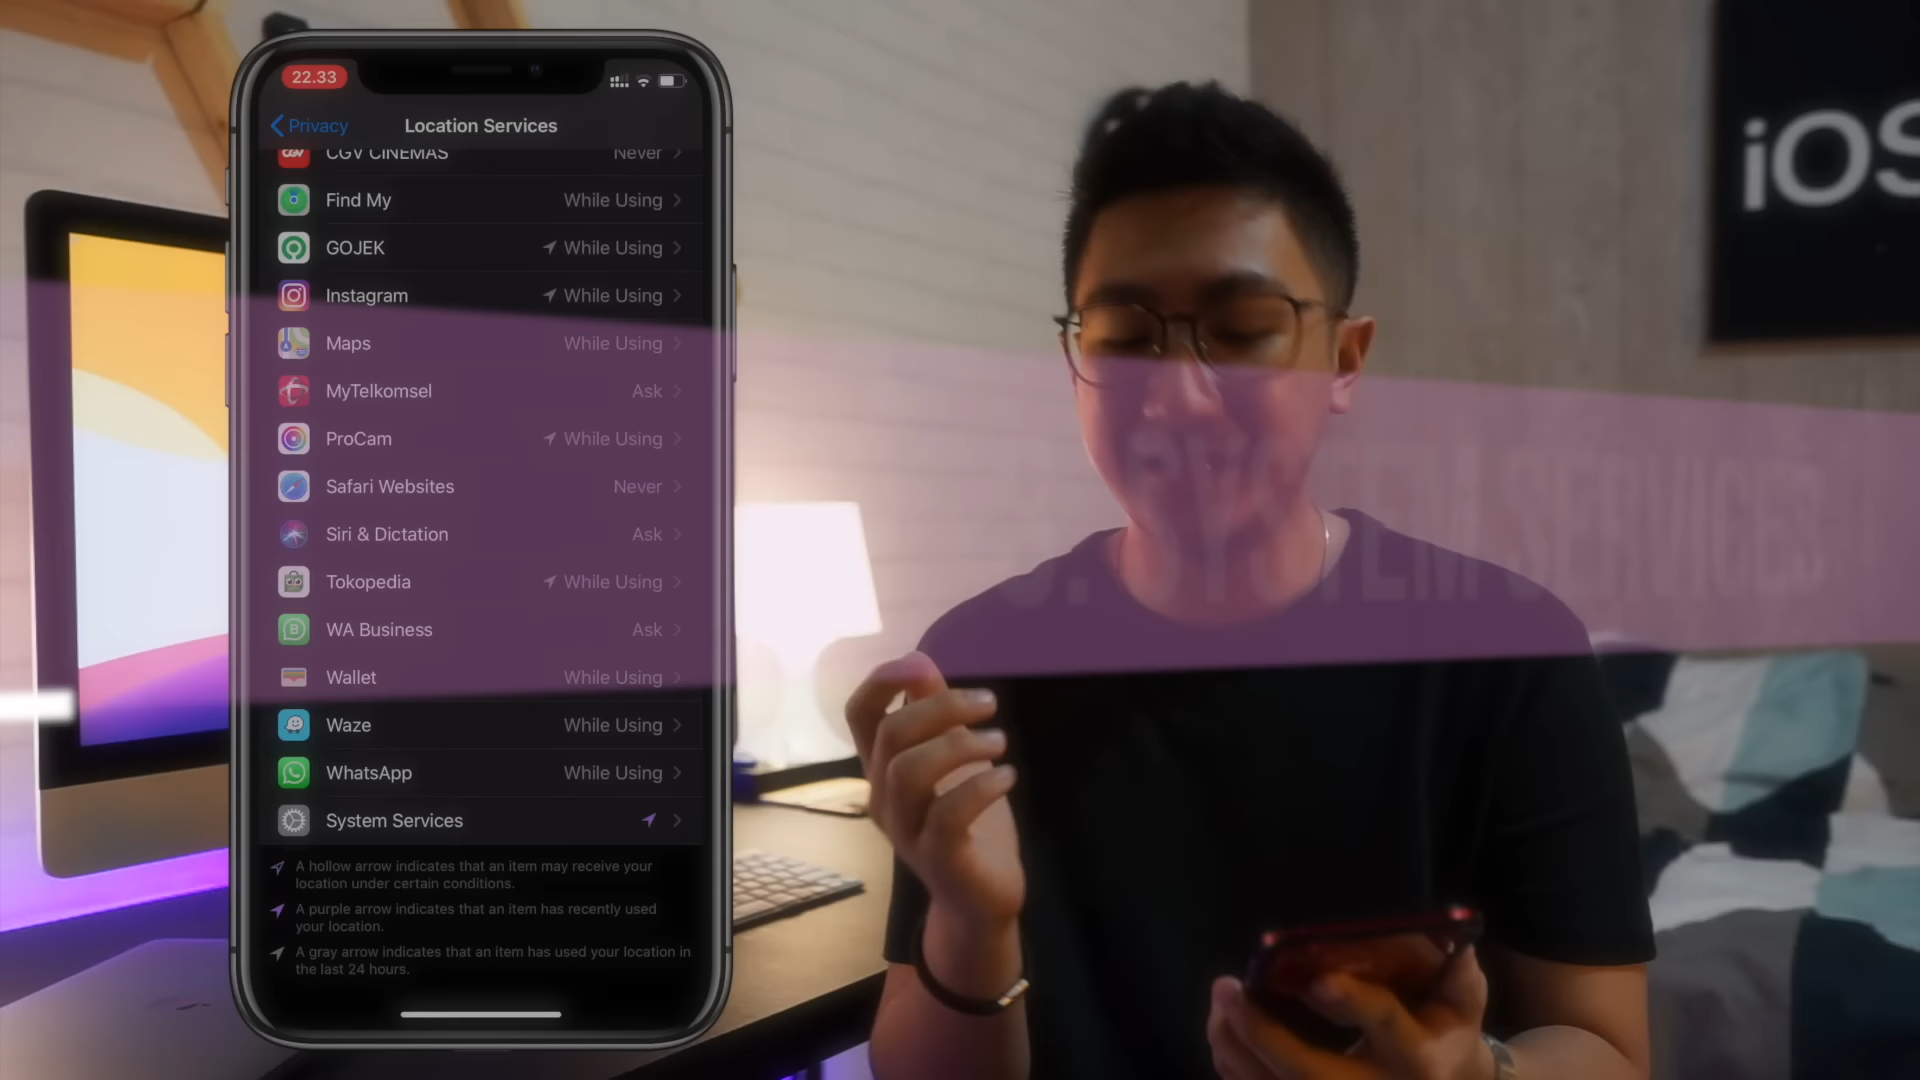 22.33
Privacy
Location Services
CGV CINEMAS Never
Find My While Using
GOJEK While Using
Instagram While Using
Maps While Using
MyTelkomsel Ask
ProCam While Using
Safari Websites Never
Siri & Dictation Ask
Tokopedia While Using
WA Business Ask
Wallet While Using
Waze While Using
WhatsApp While Using
System Services
A hollow arrow indicates that an item may receive your
location under certain conditions.
A purple arrow indicates that an item has recently used
your location.
A gray arrow indicates that an item has used your location in
the last 24 hours.
iOS
SYSTEM SERVICES